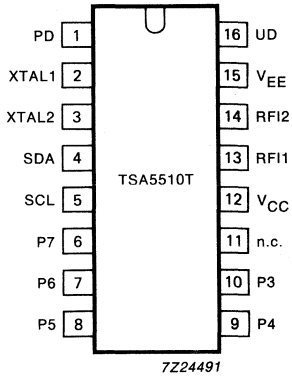 PD 1 16 UD
XTAL1 2 15 VEE
XTAL2 3 14 RFI2
SDA 4 13 RFI1
TSA5510T
SCL 5 12 VCC
P7 6 11 n.c.
P6 7 10 P3
P5 8 9 P4
7Z24491